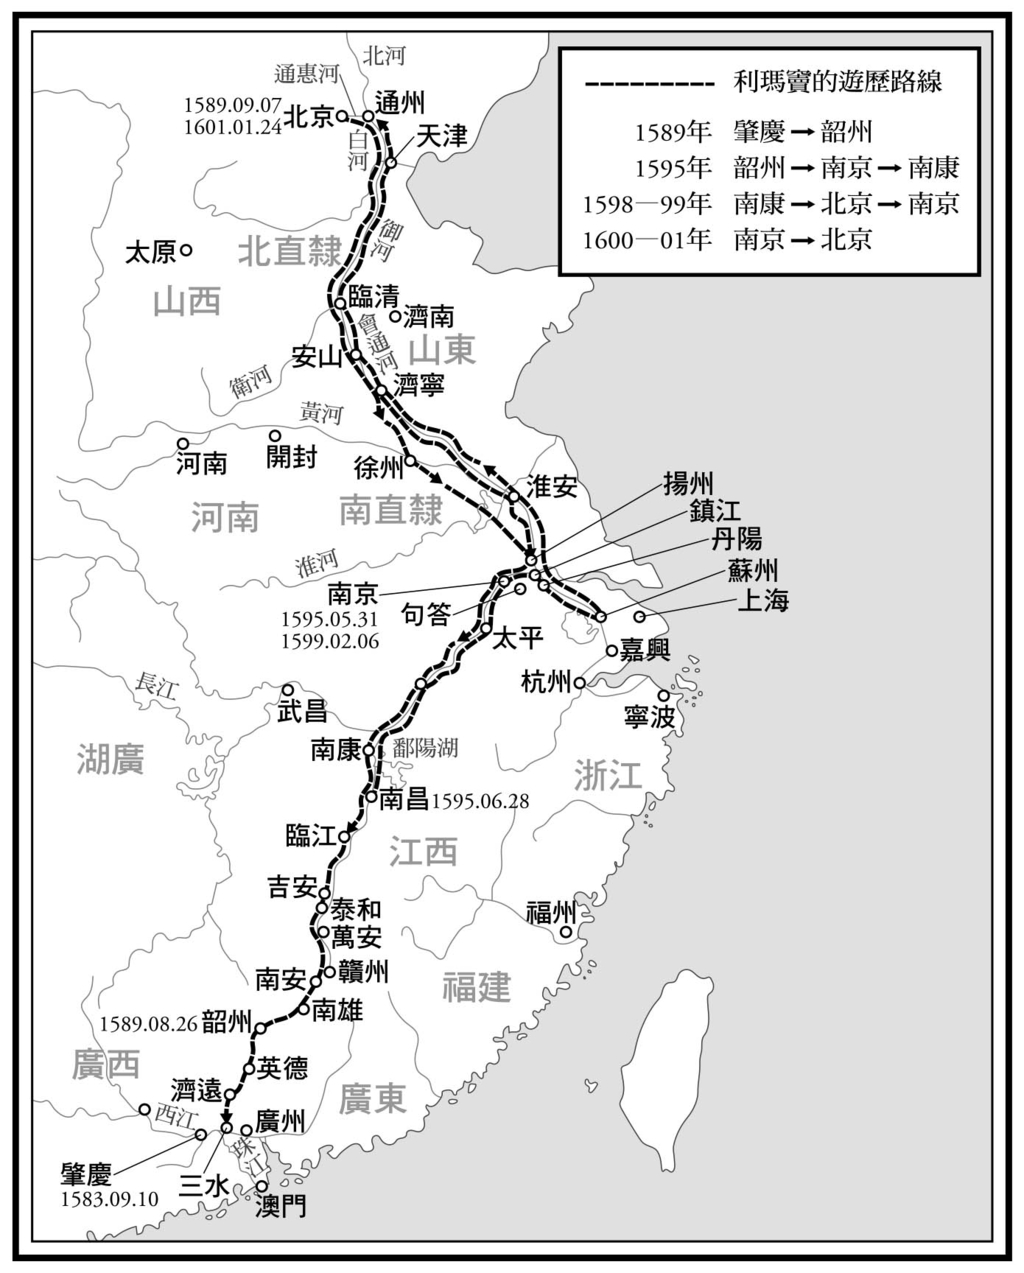 利瑪竇的遊歷路線
1589年 肇慶→韶州
1595年 韶州→南京→南康
1598—99年 南康→北京→南京
1600—01年 南京→北京
北河
通惠河
1589.09.07
1601.01.24
北京
通州
天津
白河
御河
太原
北直隸
山西
臨清
濟南
會通河
山東
安山
濟寧
衛河
黃河
河南
開封
徐州
淮安
河南
南直隸
揚州
鎮江
丹陽
蘇州
上海
淮河
南京
1595.05.31
1599.02.06
句答
太平
嘉興
杭州
寧波
長江
武昌
湖廣
南康
鄱陽湖
浙江
南昌 1595.06.28
臨江
江西
吉安
泰和
萬安
福州
贛州
南安
福建
南雄
1589.08.26 韶州
廣西
英德
濟遠
廣東
西江
廣州
珠江
肇慶
1583.09.10
三水
澳門